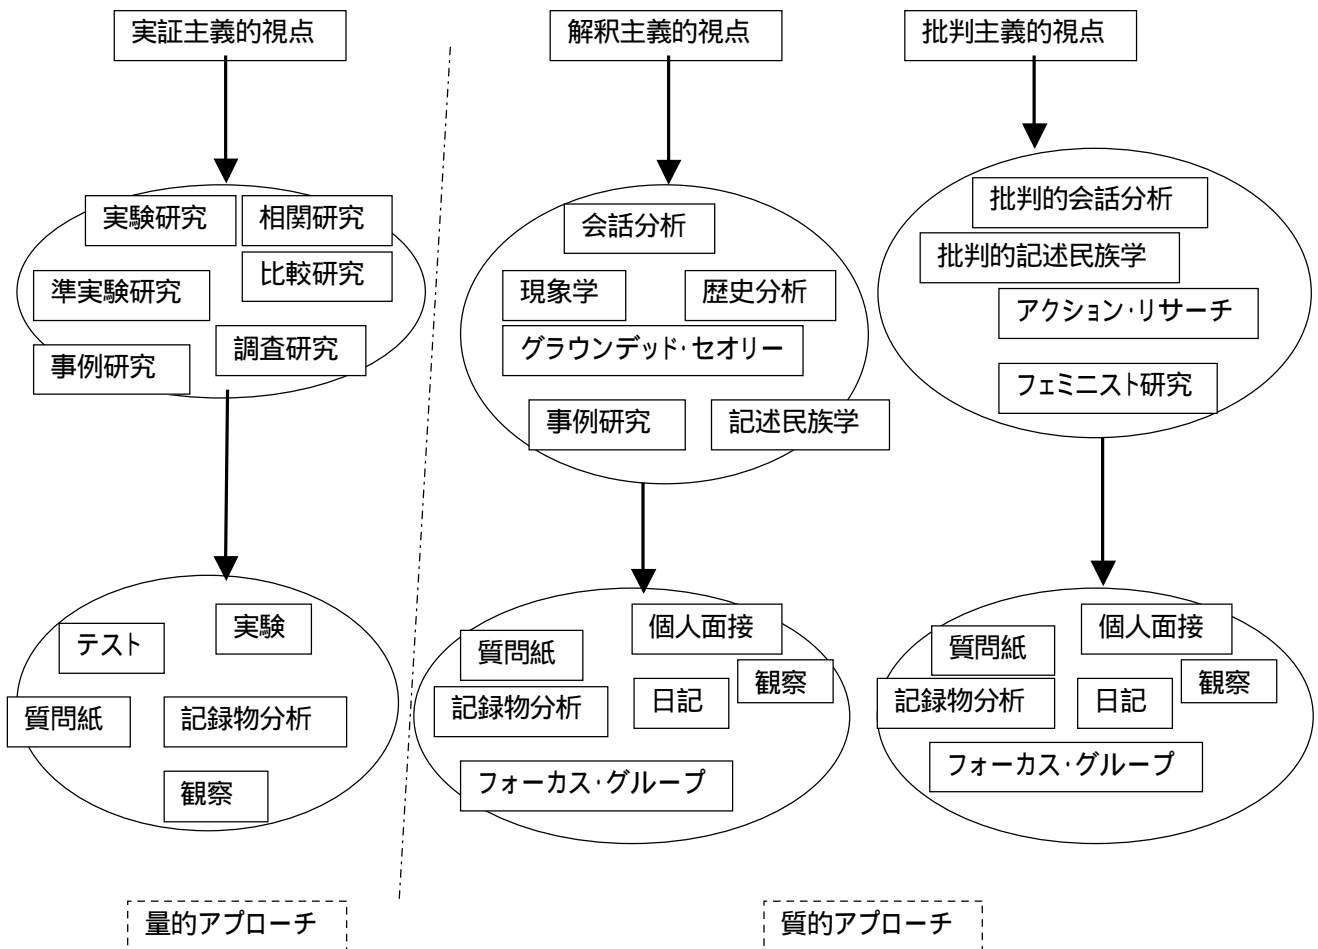 実証主義的視点
解釈主義的視点
批判主義的視点
実験研究
相関研究
比較研究
準実験研究
調査研究
事例研究
会話分析
現象学
歴史分析
グラウンデッド・セオリー
事例研究
記述民族学
批判的会話分析
批判的記述民族学
アクション・リサーチ
フェミニスト研究
テスト
実験
質問紙
記録物分析
観察
個人面接
質問紙
観察
記録物分析
日記
フォーカス・グループ
個人面接
質問紙
観察
記録物分析
日記
フォーカス・グループ
量的アプローチ
質的アプローチ